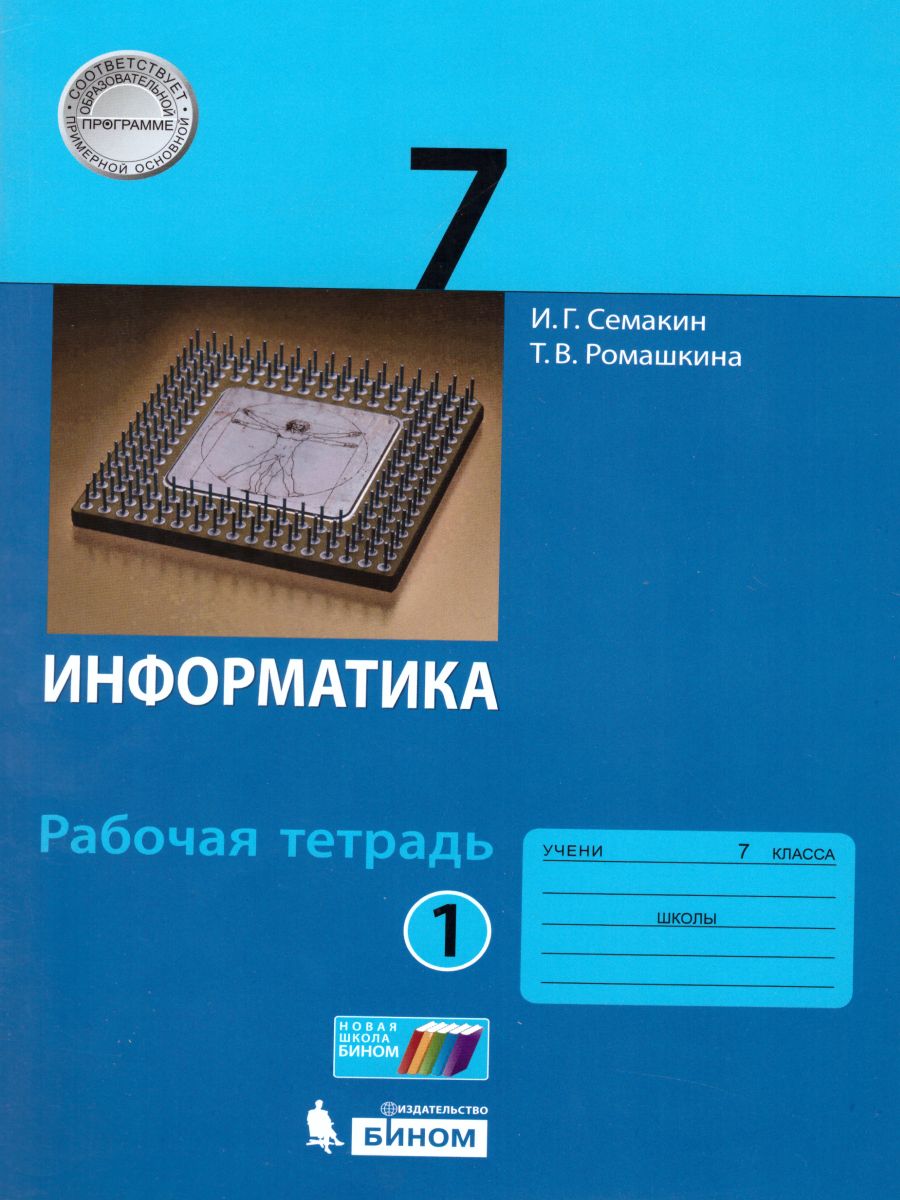 СООТВЕТСТВУЕТ
ПРИМЕРНОЙ ОСНОВНОЙ
ОБРАЗОВАТЕЛЬНОЙ
ПРОГРАММЕ
7
И. Г. Семакин
Т. В. Ромашкина
ИНФОРМАТИКА
Рабочая тетрадь
1
УЧЕНИ 7 КЛАССА
ШКОЛЫ
НОВАЯ
ШКОЛА
БИНОМ
ИЗДАТЕЛЬСТВО
БИНОМ